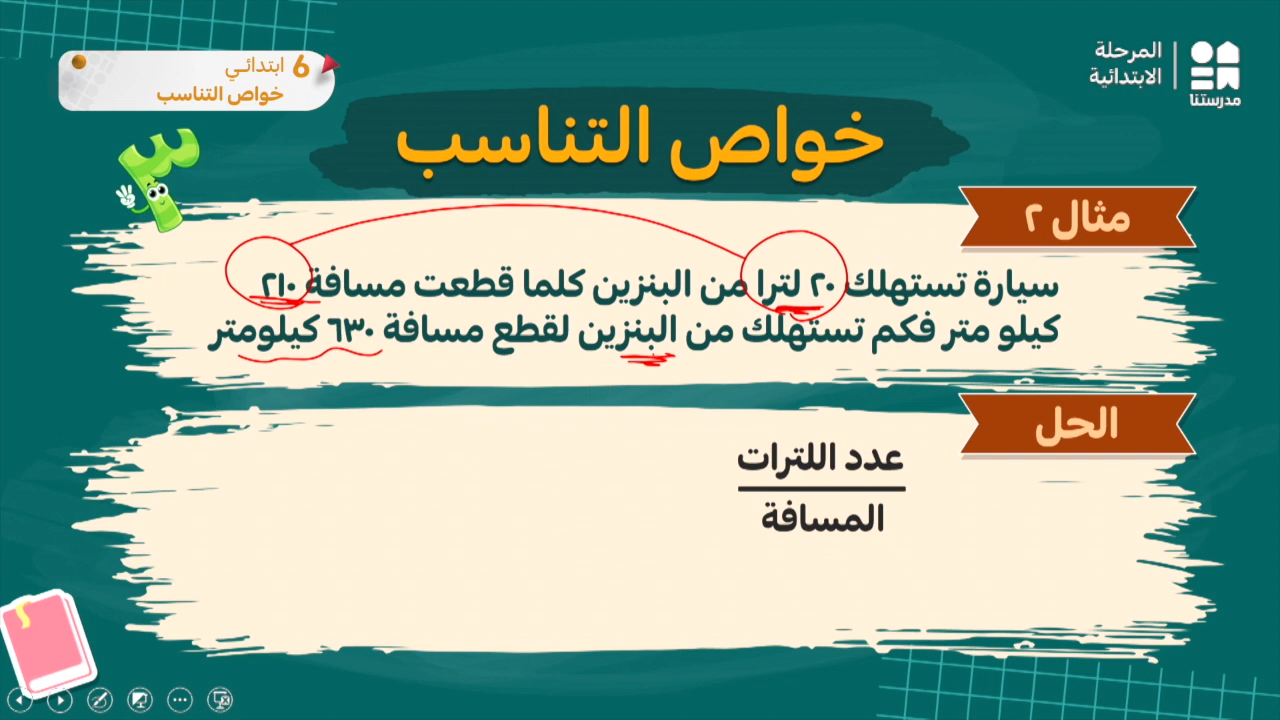 المرحلة
الابتدائية
مدرستنا
6 ابتدائي
خواص التناسب
خواص التناسب
مثال ٢
سيارة تستهلك ٢٠ لترا من البنزين كلما قطعت مسافة ٢١٠
كيلو متر فكم تستهلك من البنزين لقطع مسافة ٦٣٠ كيلومتر
الحل
عدد اللترات
المسافة